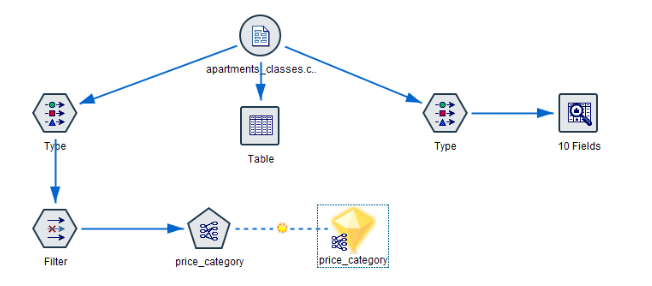 apartments_classes.c..
Type
Table
Type
10 Fields
Filter
price_category
price_category